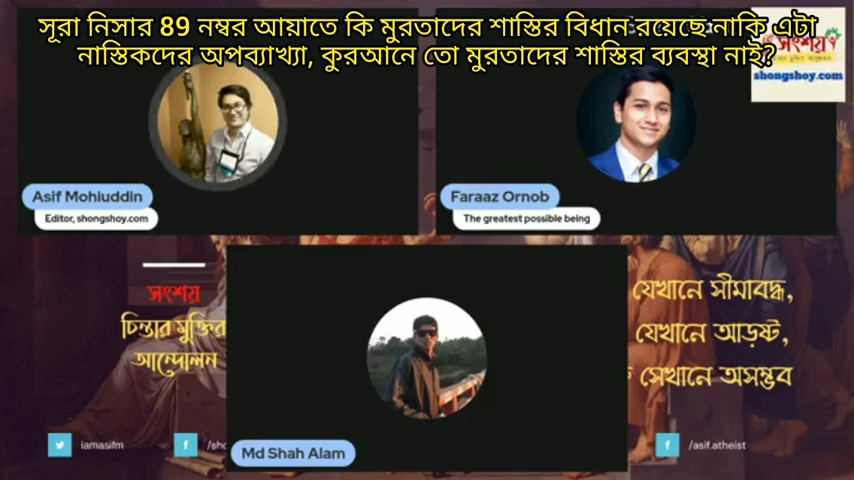 সূরা নিসার 89 নম্বর আয়াতে কি মুরতাদের শাস্তির বিধান রয়েছে নাকি এটা
নাস্তিকদের অপব্যাখ্যা, কুরআনে তো মুরতাদের শাস্তির ব্যবস্থা নাই?
সংশয়
shongshoy.com
Asif Mohiuddin
Editor, shongshoy.com
Faraaz Ornob
The greatest possible being
সংশয়
চিন্তার মুক্তির
আন্দোলন
যেখানে সীমাবদ্ধ,
যেখানে আড়ষ্ট,
সেখানে অসম্ভব
Md Shah Alam
iamasifm
/sho
/asif.atheist